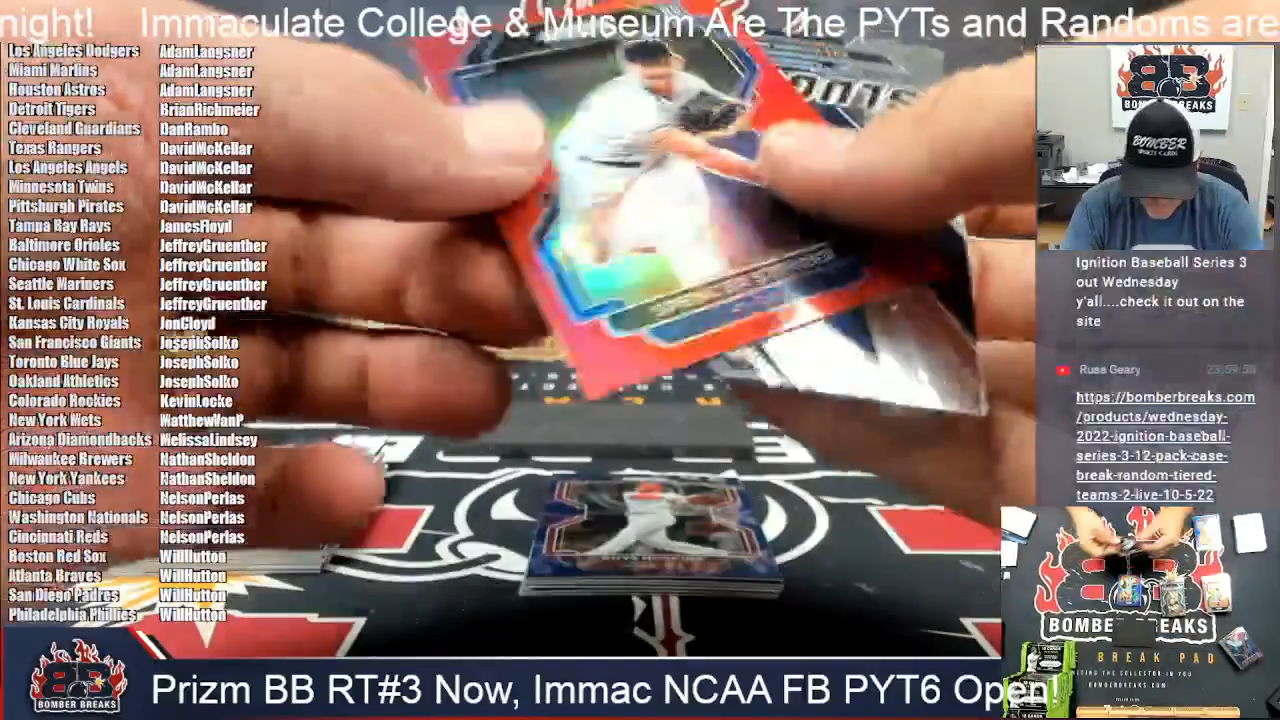 night! Immaculate College & Museum Are The PYTs and Randoms are
Los Angeles Dodgers AdamLangsner
Miami Marlins AdamLangsner
Houston Astros AdamLangsner
Detroit Tigers BrianRichmeier
Cleveland Guardians DanRambo
Texas Rangers DavidMcKellar
Los Angeles Angels DavidMcKellar
Minnesota Twins DavidMcKellar
Pittsburgh Pirates DavidMcKellar
Tampa Bay Rays JamesFloyd
Baltimore Orioles JeffreyGruenther
Chicago White Sox JeffreyGruenther
Seattle Mariners JeffreyGruenther
St. Louis Cardinals JeffreyGruenther
Kansas City Royals JonCloyd
San Francisco Giants JosephSolko
Toronto Blue Jays JosephSolko
Oakland Athletics JosephSolko
Colorado Rockies KevinLocke
New York Mets MatthewVanP
Arizona Diamondbacks MelissaLindsey
Milwaukee Brewers NathanSheldon
New York Yankees NathanSheldon
Chicago Cubs NelsonPerlas
Washington Nationals NelsonPerlas
Cincinnati Reds NelsonPerlas
Boston Red Sox WillHutton
Atlanta Braves WillHutton
San Diego Padres WillHutton
Philadelphia Phillies WillHutton
BOMBER BREAKS
BOMBER
Ignition Baseball Series 3
out Wednesday
y'all....check it out on the
site
Russ Geary 23:59:58
https://bomberbreaks.com
/products/wednesday-
2022-ignition-baseball-
series-3-12-pack-case-
break-random-tiered-
teams-2-live-10-5-22
BOMBE BREAKS
BREAK PAD
BOMBERBREAKS.COM
BOMBER BREAKS
Prizm BB RT#3 Now, Immac NCAA FB PYT6 Open!